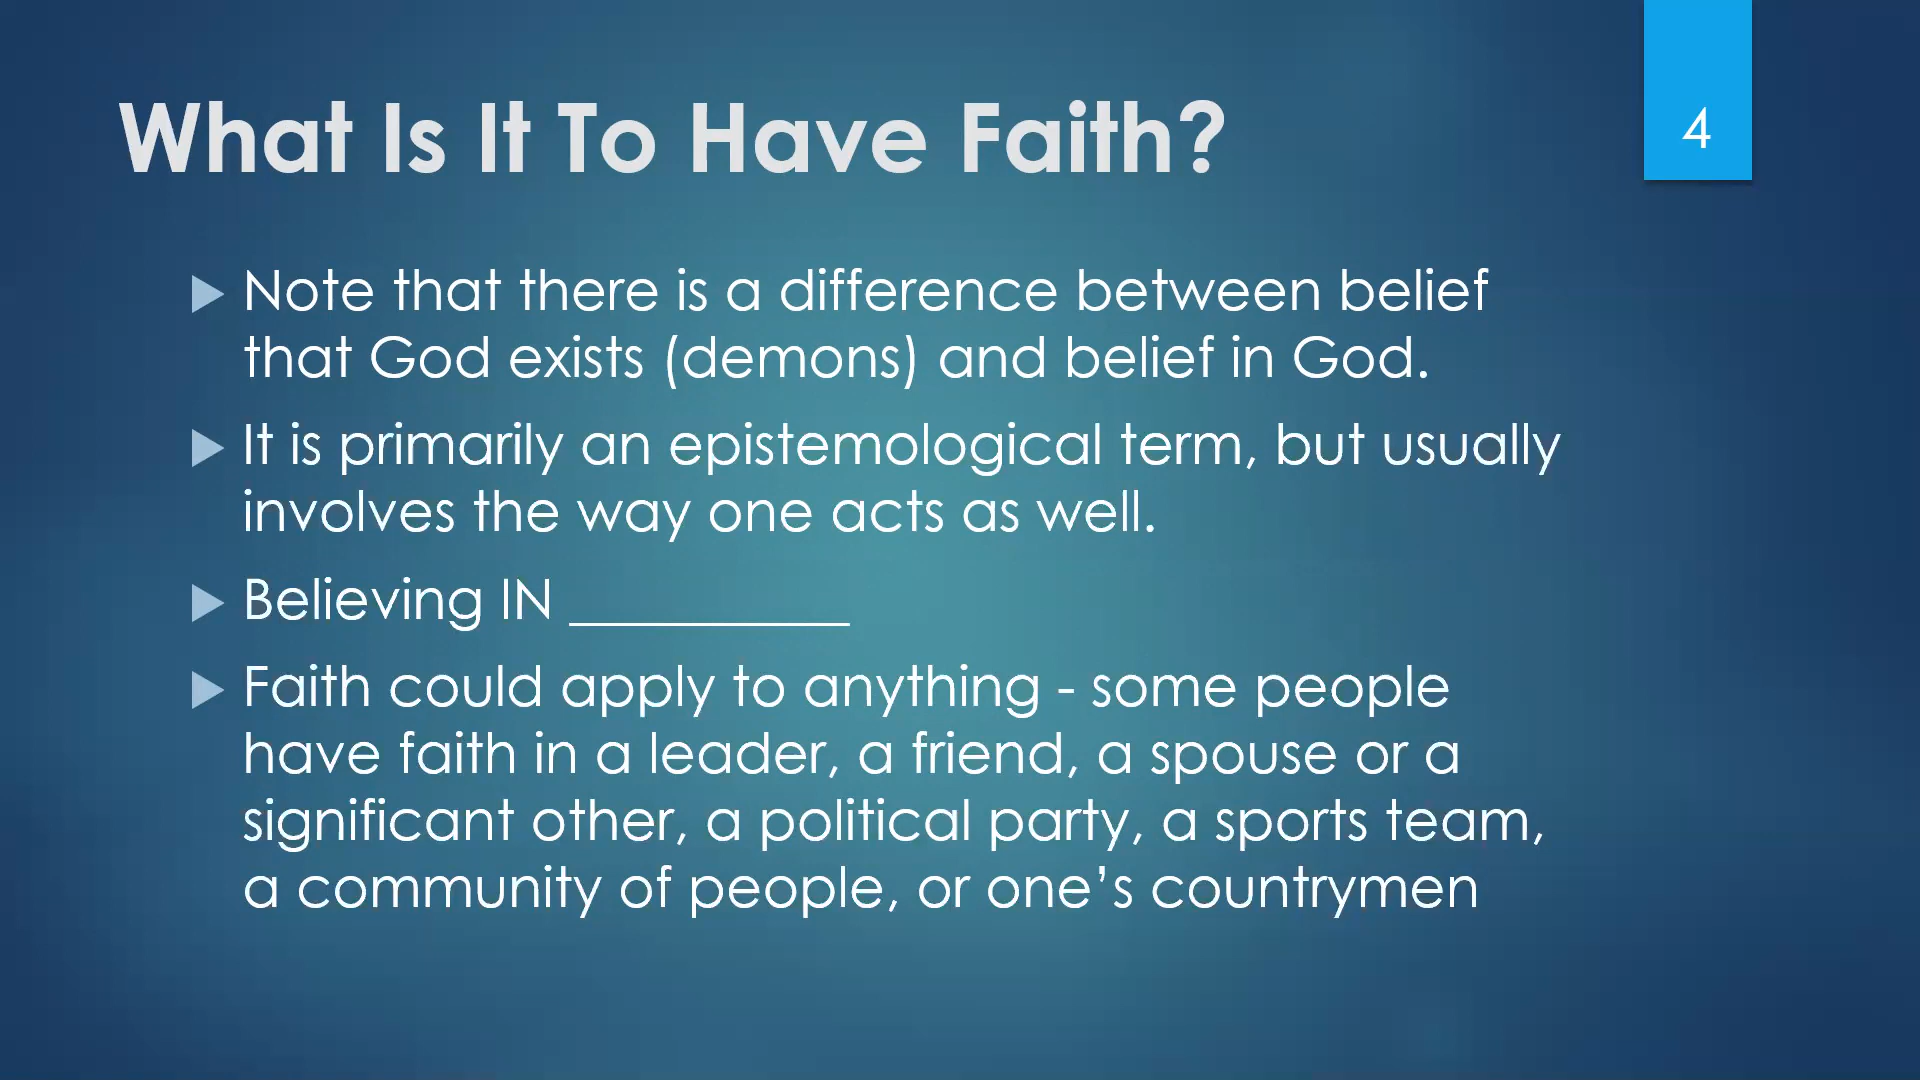 What Is It To Have Faith?
4
▶ Note that there is a difference between belief
that God exists (demons) and belief in God.
▶ It is primarily an epistemological term, but usually
involves the way one acts as well.
▶ Believing IN __________
▶ Faith could apply to anything - some people
have faith in a leader, a friend, a spouse or a
significant other, a political party, a sports team,
a community of people, or one’s countrymen